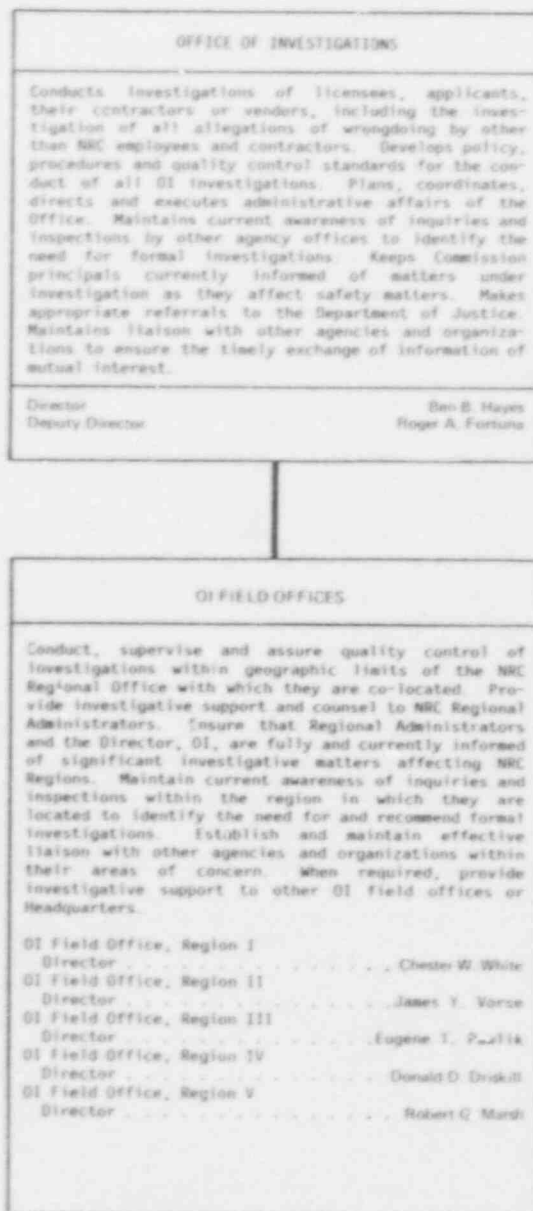 OFFICE OF INVESTIGATIONS
Conducts investigations of licensees, applicants,
their contractors or vendors, including the inves-
tigation of all allegations of wrongdoing by other
than NRC employees and contractors. Develops policy,
procedures and quality control standards for the con-
duct of all OI investigations. Plans, coordinates,
directs and executes administrative affairs of the
Office. Maintains current awareness of inquiries and
inspections by other agency offices to identify the
need for formal investigations. Keeps Commission
principals currently informed of matters under
investigation as they affect safety matters. Makes
appropriate referrals to the Department of Justice.
Maintains liaison with other agencies and organiza-
tions to ensure the timely exchange of information of
mutual interest.
Director Ben B. Hayes
Deputy Director Roger A. Fortuna
OI FIELD OFFICES
Conduct, supervise and assure quality control of
investigations within geographic limits of the NRC
Regional Office with which they are co-located. Pro-
vide investigative support and counsel to NRC Regional
Administrators. Ensure that Regional Administrators
and the Director, OI, are fully and currently informed
of significant investigative matters affecting NRC
Regions. Maintain current awareness of inquiries and
inspections within the region in which they are
located to identify the need for and recommend formal
investigations. Establish and maintain effective
liaison with other agencies and organizations within
their areas of concern. When required, provide
investigative support to other OI field offices or
Headquarters.
OI Field Office, Region I
Director . . . . . . . . . . . . . . . . Chester W. White
OI Field Office, Region II
Director . . . . . . . . . . . . . . . . James Y. Vorse
OI Field Office, Region III
Director . . . . . . . . . . . . . . . Eugene T.
OI Field Office, Region IV
Director . . . . . . . . . . . . . . . . Donald D. Driskill
OI Field Office, Region V
Director . . . . . . . . . . . . . . . . Robert G. Marsh